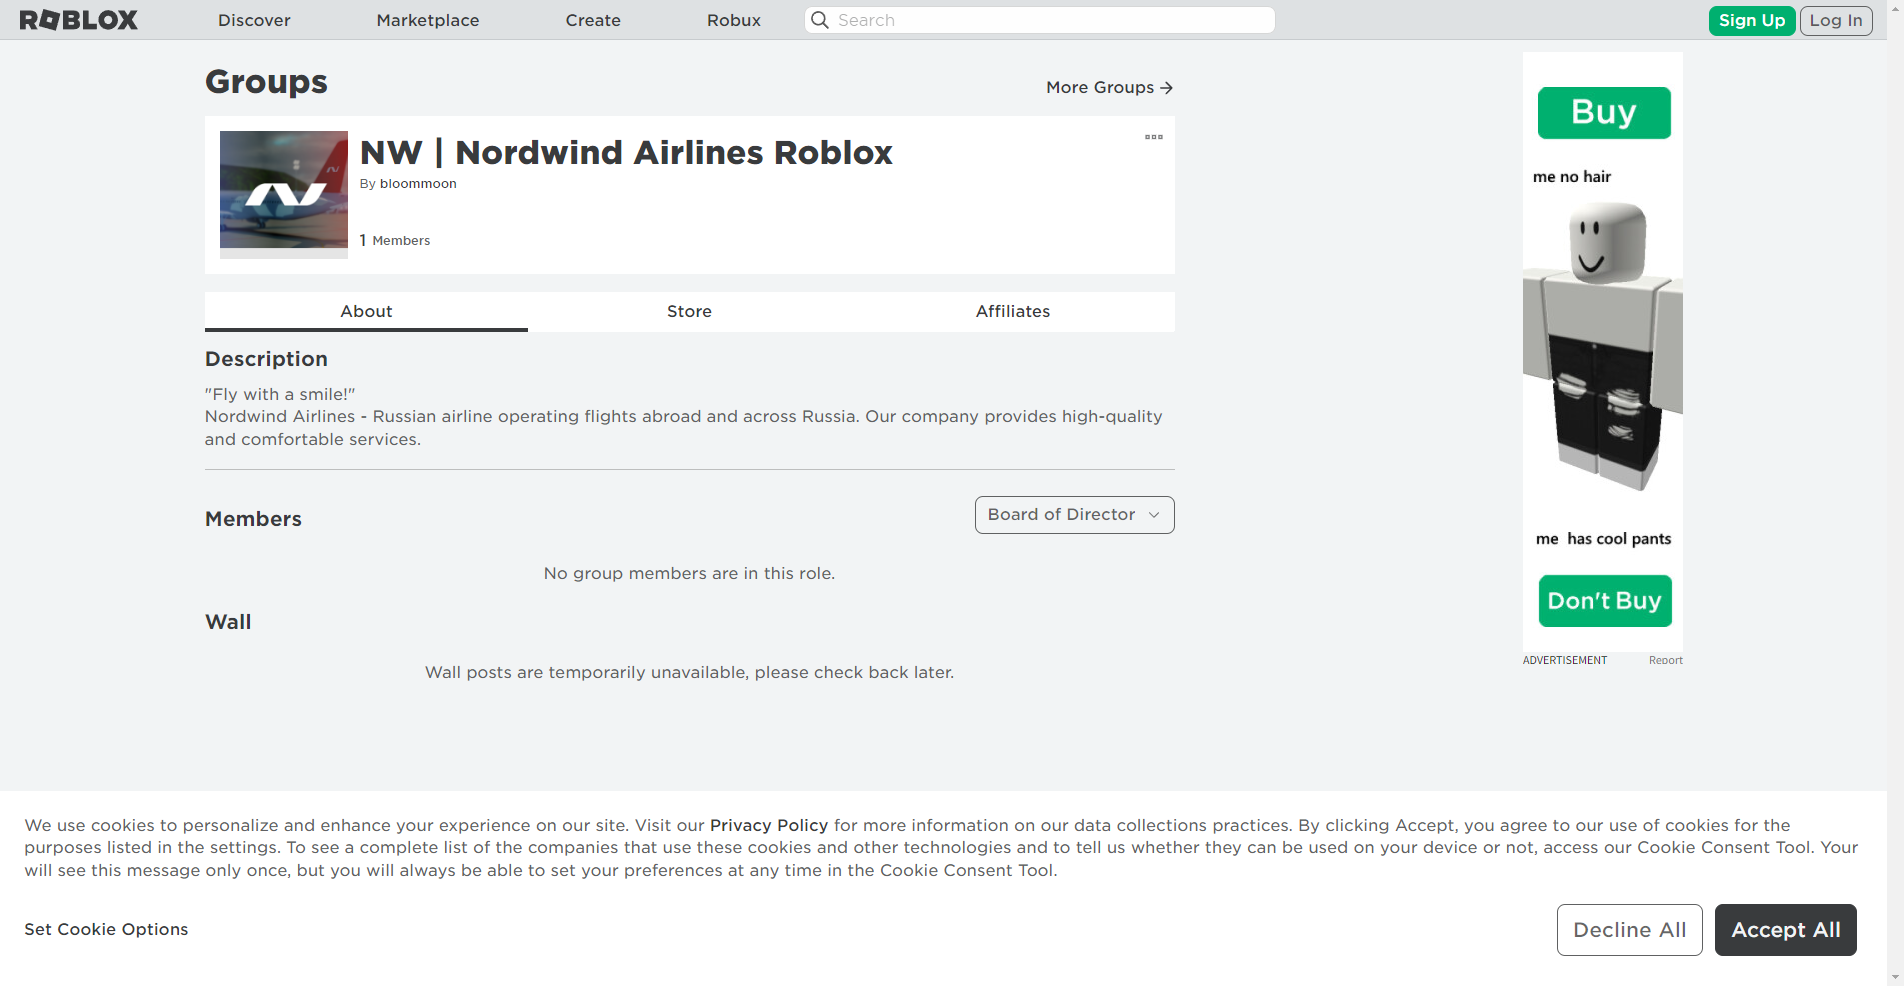 ROBLOX
Discover
Marketplace
Create
Robux
Search
Sign Up
Log In
Groups
More Groups
NW | Nordwind Airlines Roblox
By bloommoon
1 Members
About
Store
Affiliates
Description
"Fly with a smile!"
Nordwind Airlines - Russian airline operating flights abroad and across Russia. Our company provides high-quality
and comfortable services.
Members
Board of Director
No group members are in this role.
Wall
Wall posts are temporarily unavailable, please check back later.
Buy
me no hair
me has cool pants
Don't Buy
ADVERTISEMENT
Report
We use cookies to personalize and enhance your experience on our site. Visit our Privacy Policy for more information on our data collections practices. By clicking Accept, you agree to our use of cookies for the
purposes listed in the settings. To see a complete list of the companies that use these cookies and other technologies and to tell us whether they can be used on your device or not, access our Cookie Consent Tool. Your
will see this message only once, but you will always be able to set your preferences at any time in the Cookie Consent Tool.
Set Cookie Options
Decline All
Accept All